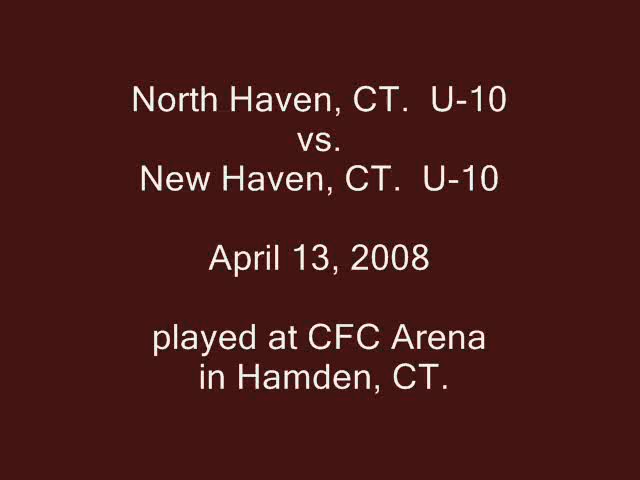 North Haven, CT.  U-10
vs.
New Haven, CT.  U-10
April 13, 2008
played at CFC Arena
in Hamden, CT.